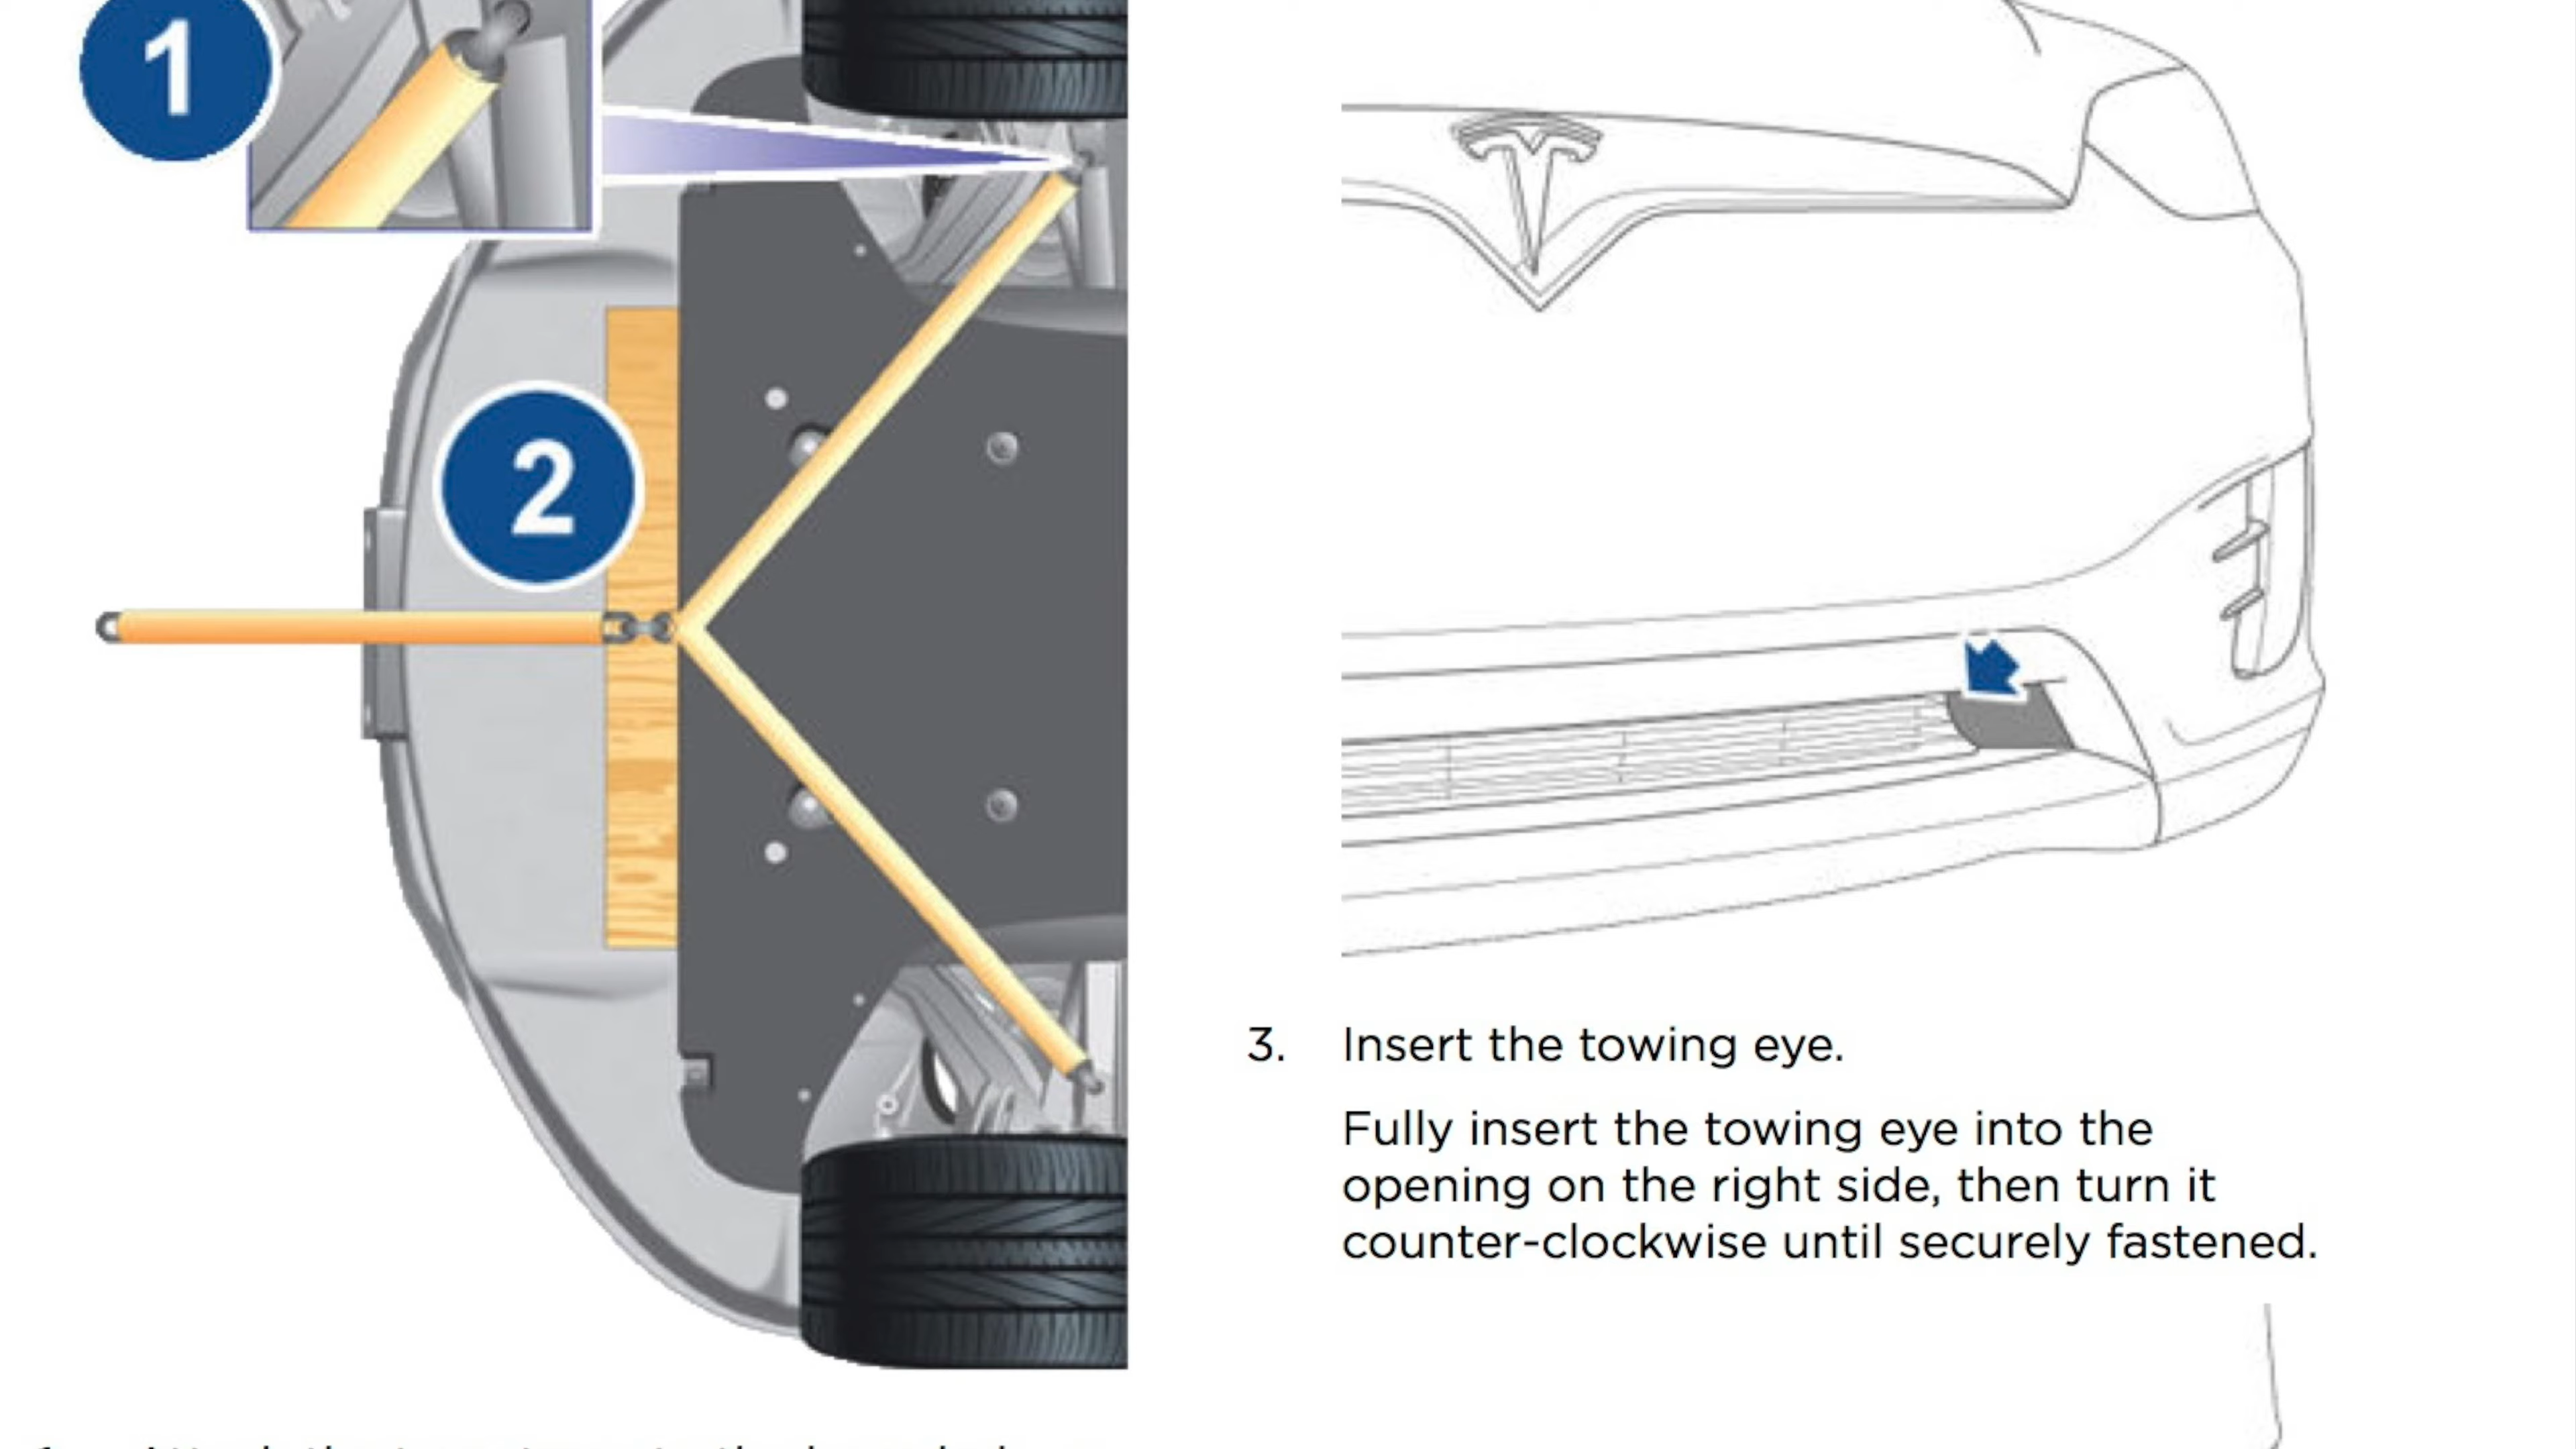 1
2
3. Insert the towing eye.
Fully insert the towing eye into the
opening on the right side, then turn it
counter-clockwise until securely fastened.